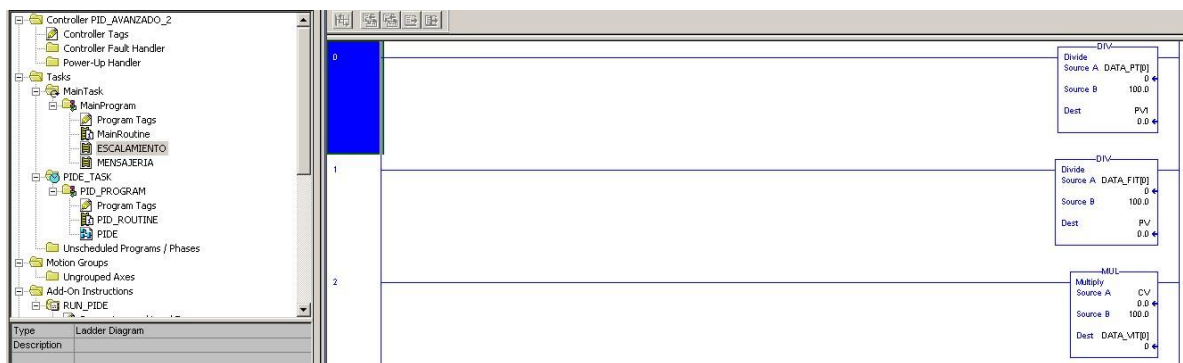 Controller PID_AVANZADO_2
Controller Tags
Controller Fault Handler
Power-Up Handler
Tasks
MainTask
MainProgram
Program Tags
MainRoutine
ESCALAMIENTO
MENSAJERIA
PIDE_TASK
PID_PROGRAM
Program Tags
PID_ROUTINE
PIDE
Unscheduled Programs / Phases
Motion Groups
Ungrouped Axes
Add-On Instructions
RUN_PIDE
Type Ladder Diagram
Description
0
DIV
Divide
Source A DATA_PT[0]
0
Source B 100.0
Dest PV1
0.0
1
DIV
Divide
Source A DATA_FIT[0]
0
Source B 100.0
Dest PV
0.0
2
MUL
Multiply
Source A CV
0.0
Source B 100.0
Dest DATA_VIT[0]
0